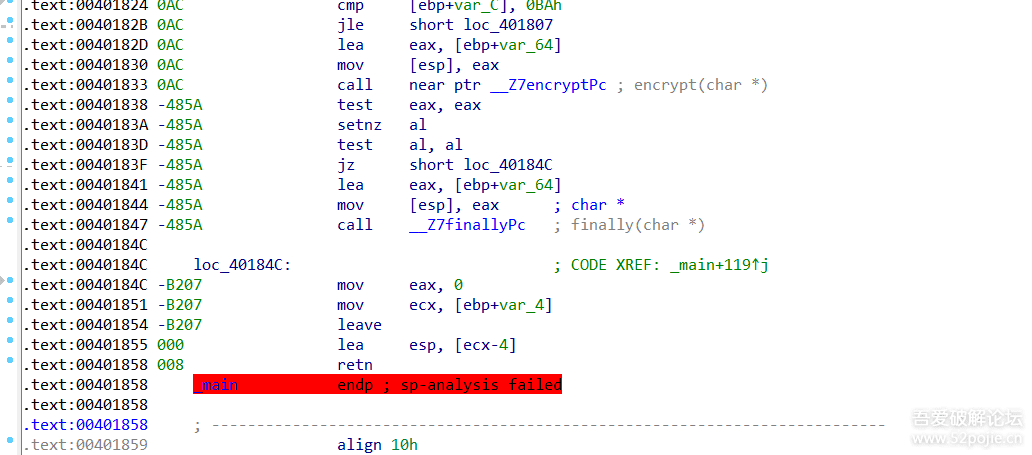 .text:00401824 0AC cmp [ebp+var_C], 0BAh
.text:0040182B 0AC jle short loc_401807
.text:0040182D 0AC lea eax, [ebp+var_64]
.text:00401830 0AC mov [esp], eax
.text:00401833 0AC call near ptr __Z7encryptPc ; encrypt(char *)
.text:00401838 -485A test eax, eax
.text:0040183A -485A setnz al
.text:0040183D -485A test al, al
.text:0040183F -485A jz short loc_40184C
.text:00401841 -485A lea eax, [ebp+var_64]
.text:00401844 -485A mov [esp], eax ; char *
.text:00401847 -485A call __Z7finallyPc ; finally(char *)
.text:0040184C
.text:0040184C loc_40184C: ; CODE XREF: _main+119↑j
.text:0040184C -B207 mov eax, 0
.text:00401851 -B207 mov ecx, [ebp+var_4]
.text:00401854 -B207 leave
.text:00401855 000 lea esp, [ecx-4]
.text:00401858 008 retn
.text:00401858 _main endp ; sp-analysis failed
.text:00401858
.text:00401858 ; ---------------------------------------------------------------------------
.text:00401859 align 10h
吾爱破解论坛
www.52pojie.cn